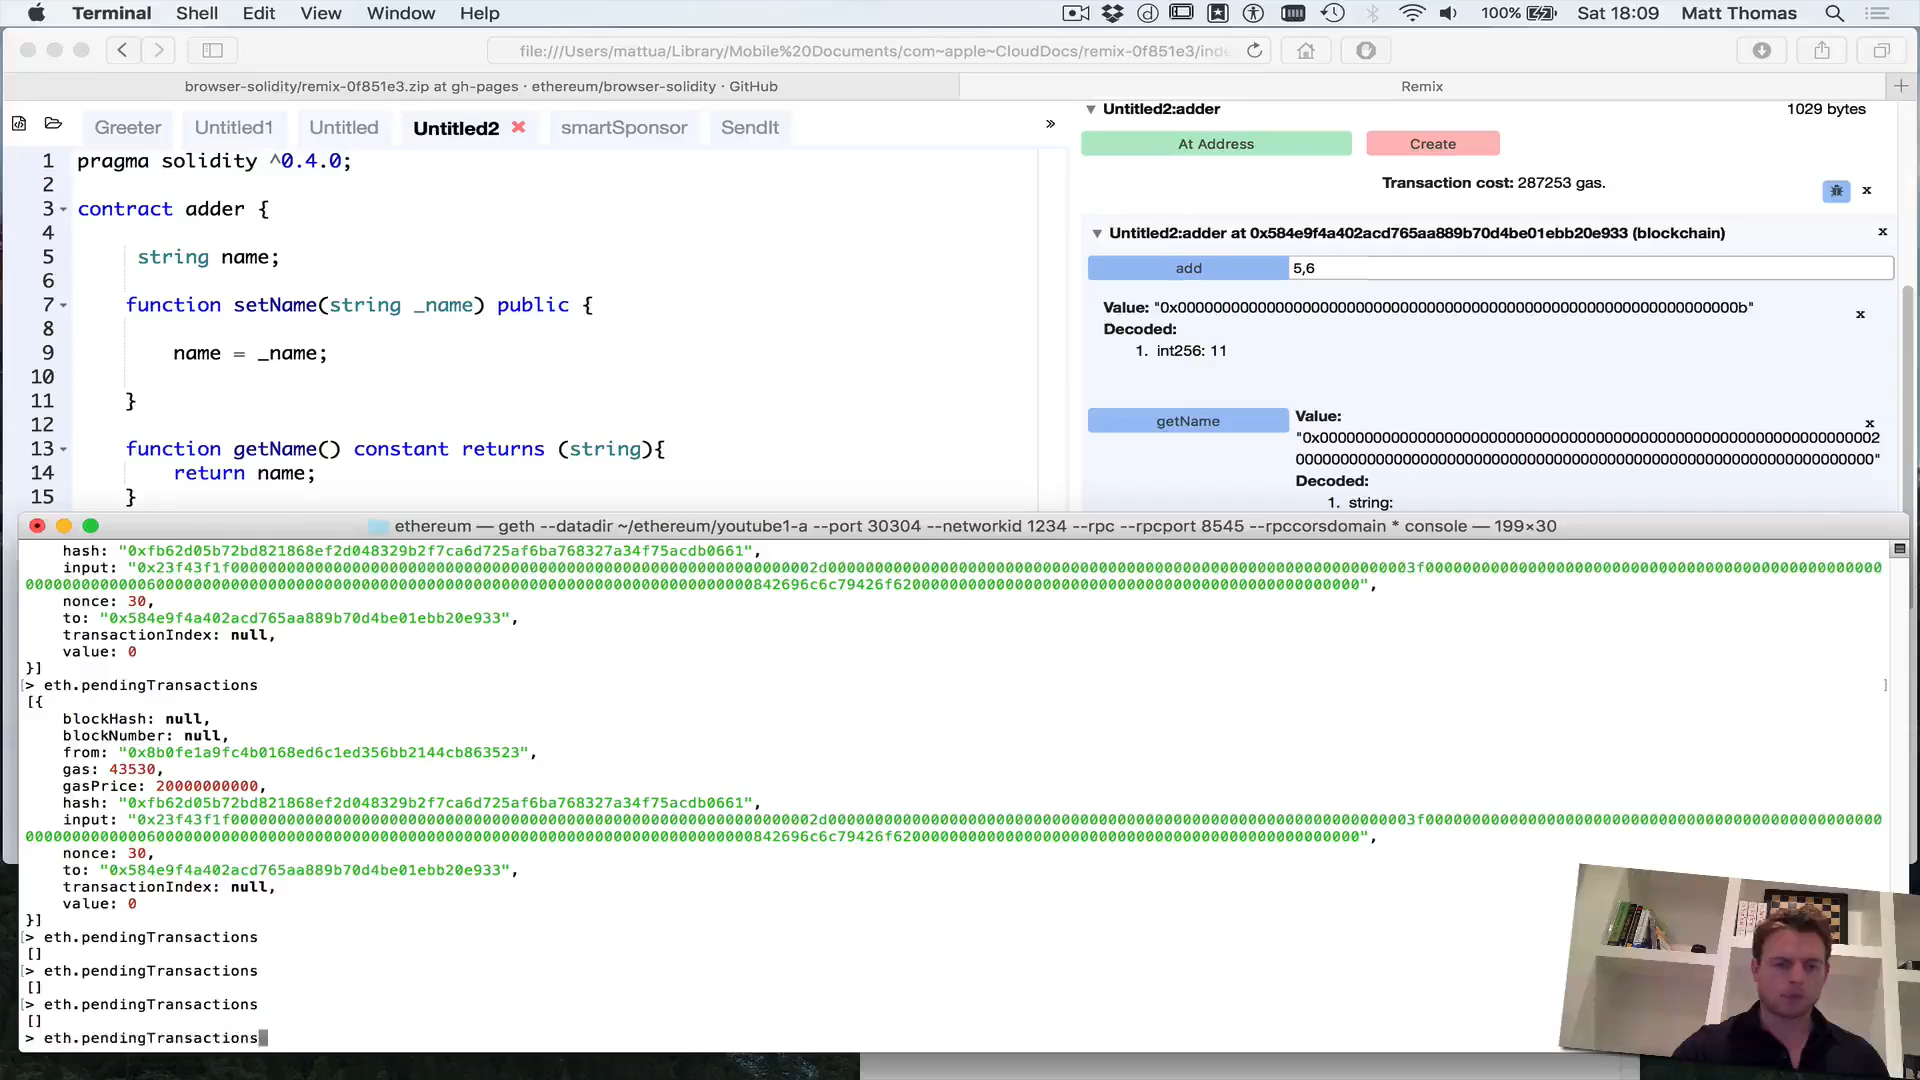 Terminal Shell Edit View Window Help 100% Sat 18:09 Matt Thomas
file:///Users/mattua/Library/Mobile%20Documents/com~apple~CloudDocs/remix-0f851e3/inde
browser-solidity/remix-0f851e3.zip at gh-pages · ethereum/browser-solidity · GitHub
Remix
Greeter Untitled1 Untitled Untitled2 smartSponsor SendIt
1 pragma solidity ^0.4.0;
2
3 contract adder {
4
5 string name;
6
7 function setName(string _name) public {
8
9 name = _name;
10
11 }
12
13 function getName() constant returns (string){
14 return name;
15 }
Untitled2:adder 1029 bytes
At Address Create
Transaction cost: 287253 gas.
x
Untitled2:adder at 0x584e9f4a402acd765aa889b70d4be01ebb20e933 (blockchain) x
add 5,6
x
Decoded:
1. int256: 11
getName Value:
x
Decoded:
1. string:
ethereum — geth --datadir ~/ethereum/youtube1-a --port 30304 --networkid 1234 --rpc --rpcport 8545 --rpccorsdomain * console — 199×30
hash: "0xfb62d05b72bd821868ef2d048329b2f7ca6d725af6ba768327a34f75acdb0661",
nonce: 30,
to: "0x584e9f4a402acd765aa889b70d4be01ebb20e933",
transactionIndex: null,
value: 0
}]
[> eth.pendingTransactions ]
[{
blockHash: null,
blockNumber: null,
from: "0x8b0fe1a9fc4b0168ed6c1ed356bb2144cb863523",
gas: 43530,
gasPrice: 20000000000,
hash: "0xfb62d05b72bd821868ef2d048329b2f7ca6d725af6ba768327a34f75acdb0661",
nonce: 30,
to: "0x584e9f4a402acd765aa889b70d4be01ebb20e933",
transactionIndex: null,
value: 0
}]
[> eth.pendingTransactions
[]
[> eth.pendingTransactions
[]
[> eth.pendingTransactions
[]
> eth.pendingTransactions